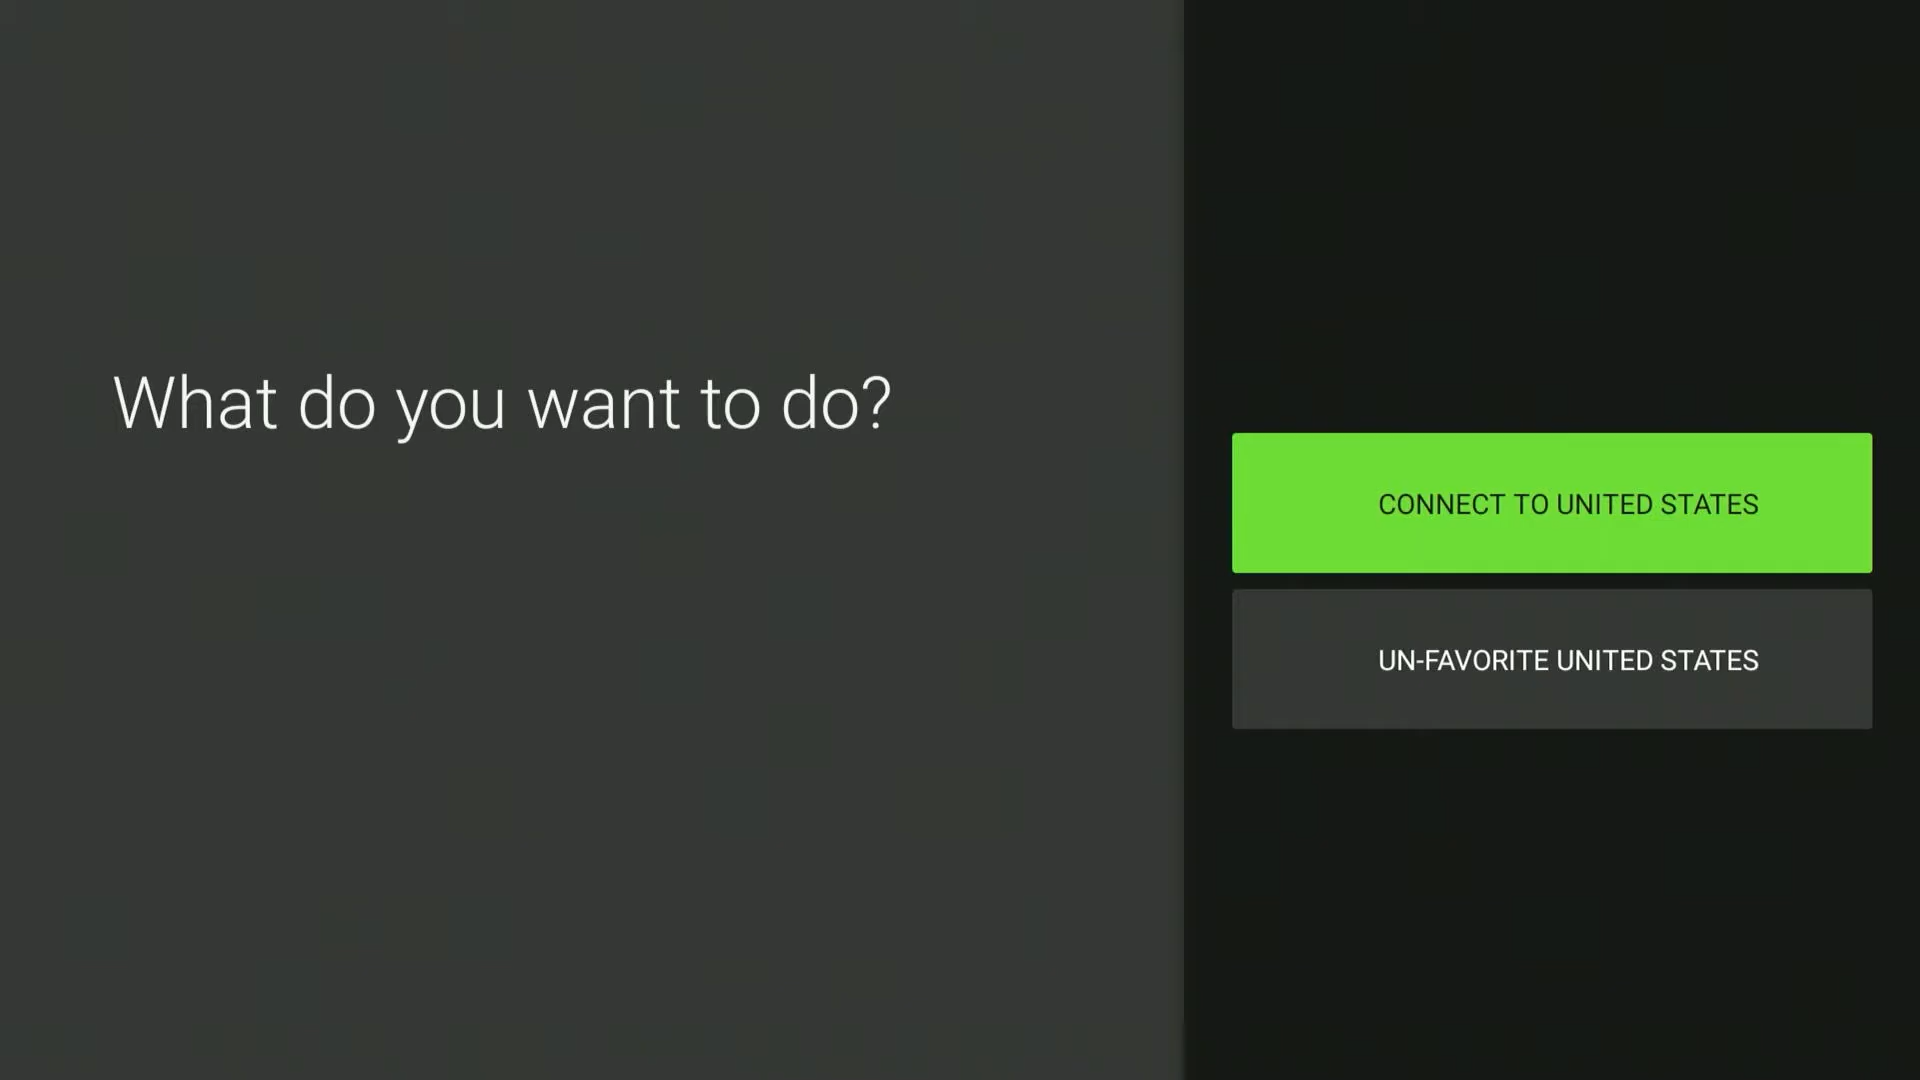 What do you want to do?
CONNECT TO UNITED STATES
UN-FAVORITE UNITED STATES